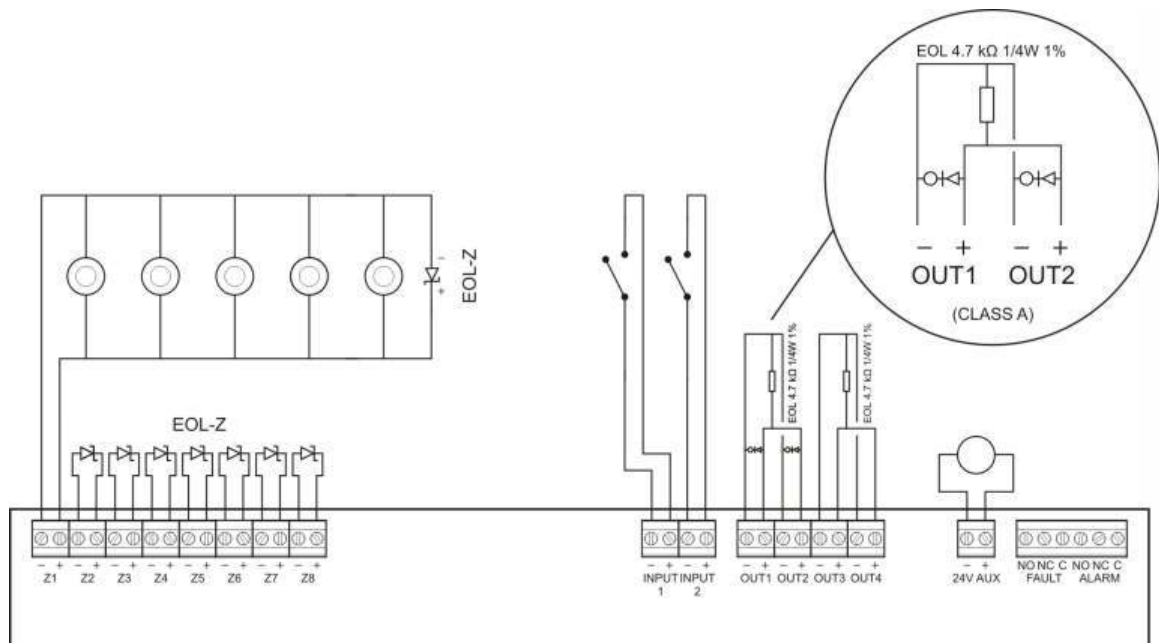 EOL 4.7 kΩ 1/4W 1%
− + − +
OUT1 OUT2
(CLASS A)
− +
EOL-Z
EOL-Z
EOL 4.7 kΩ 1/4W 1%
EOL 4.7 kΩ 1/4W 1%
− + − + − + − + − + − + − + − +
Z1 Z2 Z3 Z4 Z5 Z6 Z7 Z8
− + − +
INPUT INPUT
1 2
− + − + − + − +
OUT1 OUT2 OUT3 OUT4
− +
24V AUX
NO NC C NO NC C
FAULT ALARM